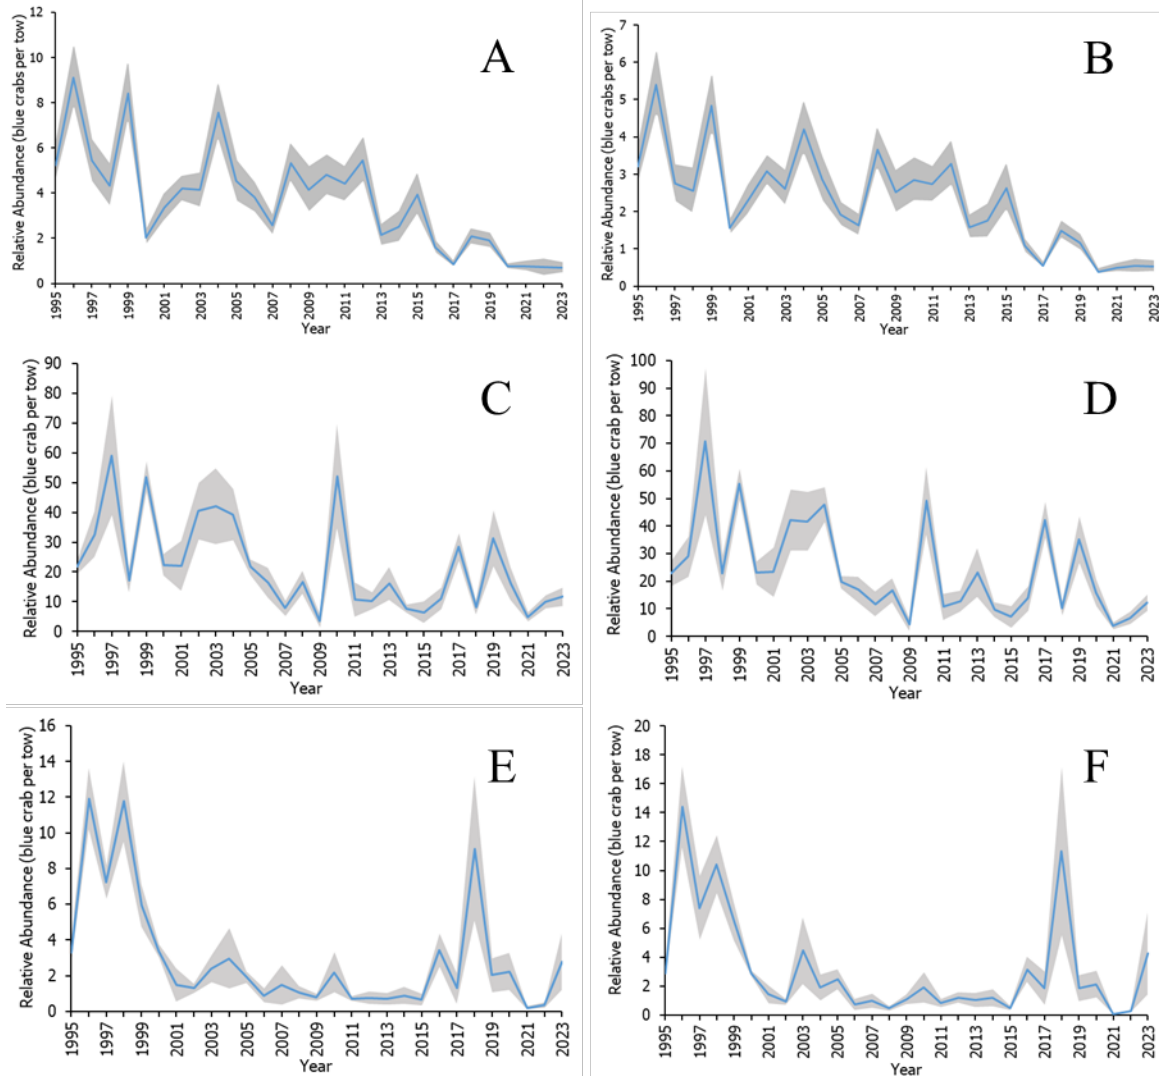 A
Relative Abundance (blue crabs per tow)
12
10
8
6
4
2
0
1995 1997 1999 2001 2003 2005 2007 2009 2011 2013 2015 2017 2019 2021 2023
Year
B
Relative Abundance (blue crabs per tow)
7
6
5
4
3
2
1
0
1995 1997 1999 2001 2003 2005 2007 2009 2011 2013 2015 2017 2019 2021 2023
Year
C
Relative Abundance (blue crab per tow)
90
80
70
60
50
40
30
20
10
0
1995 1997 1999 2001 2003 2005 2007 2009 2011 2013 2015 2017 2019 2021 2023
Year
D
Relative Abundance (blue crab per tow)
100
90
80
70
60
50
40
30
20
10
0
1995 1997 1999 2001 2003 2005 2007 2009 2011 2013 2015 2017 2019 2021 2023
Year
E
Relative Abundance (blue crab per tow)
16
14
12
10
8
6
4
2
0
1995 1997 1999 2001 2003 2005 2007 2009 2011 2013 2015 2017 2019 2021 2023
Year
F
Relative Abundance (blue crab per tow)
20
18
16
14
12
10
8
6
4
2
0
1995 1997 1999 2001 2003 2005 2007 2009 2011 2013 2015 2017 2019 2021 2023
Year